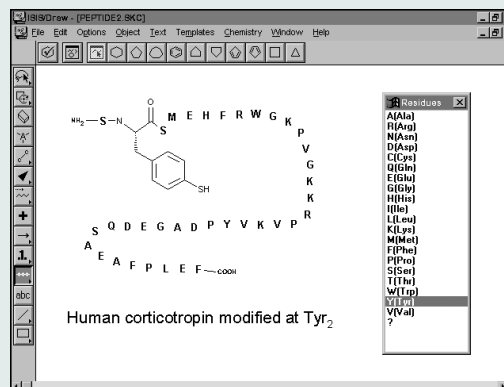 ISIS/Draw - [PEPTIDE2.SKC]
File Edit Options Object Text Templates Chemistry Window Help
NH₂ S N O S M E H F R W G K
P
V
G
K
K
R
S Q D E G A D P Y V K V P
A
E A F P L E F COOH
SH
Human corticotropin modified at Tyr₂
"A"
1.
abc
Residues
A(Ala)
R(Arg)
N(Asn)
D(Asp)
C(Cys)
Q(Gln)
E(Glu)
G(Gly)
H(His)
I(Ile)
L(Leu)
K(Lys)
M(Met)
F(Phe)
P(Pro)
S(Ser)
T(Thr)
W(Trp)
Y(Tyr)
V(Val)
?